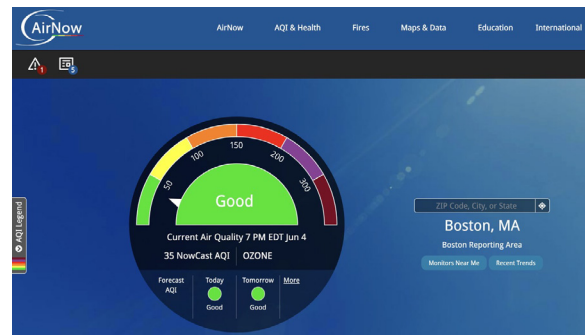 AirNow
AirNow AQI & Health Fires Maps & Data Education International
1 5
50 100 150 200 300
Good
Current Air Quality 7 PM EDT Jun 4
35 NowCast AQI OZONE
Forecast AQI Today Tomorrow More
Good Good
AQI Legend
ZIP Code, City, or State
Boston, MA
Boston Reporting Area
Monitors Near Me Recent Trends